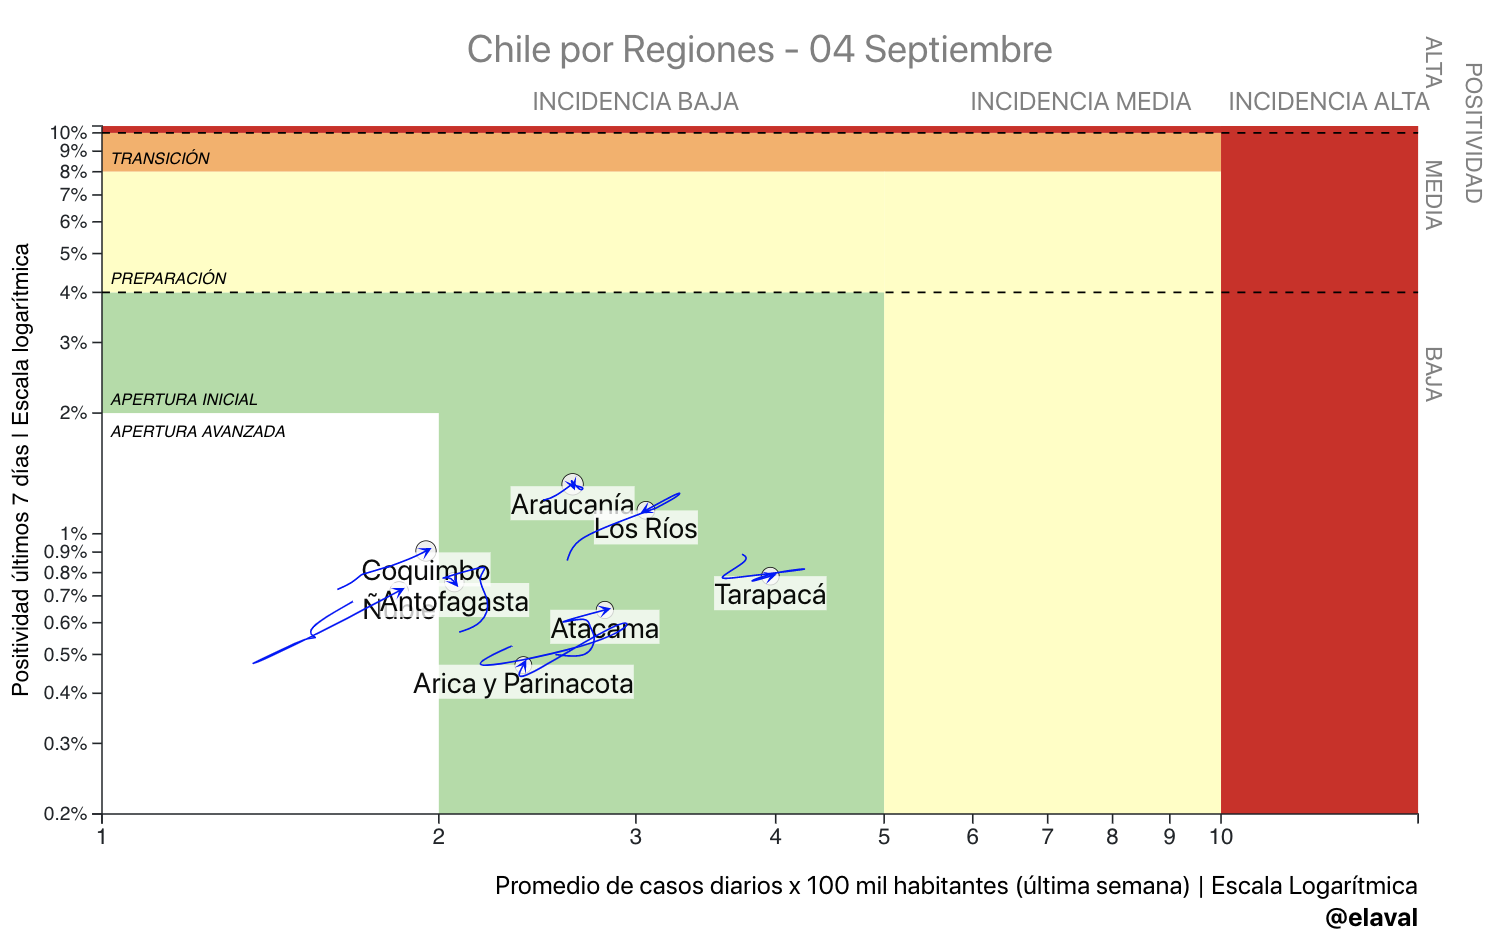 Chile por Regiones - 04 Septiembre
INCIDENCIA BAJA
INCIDENCIA MEDIA
INCIDENCIA ALTA
ALTA
MEDIA
BAJA
POSITIVIDAD
Positividad últimos 7 días | Escala logarítmica
10%
9%
8%
7%
6%
5%
4%
3%
2%
1%
0.9%
0.8%
0.7%
0.6%
0.5%
0.4%
0.3%
0.2%
TRANSICIÓN
PREPARACIÓN
APERTURA INICIAL
APERTURA AVANZADA
Araucanía
Los Ríos
Coquimbo
Ñuble
Antofagasta
Tarapacá
Atacama
Arica y Parinacota
1 2 3 4 5 6 7 8 9 10
Promedio de casos diarios x 100 mil habitantes (última semana) | Escala Logarítmica
@elaval